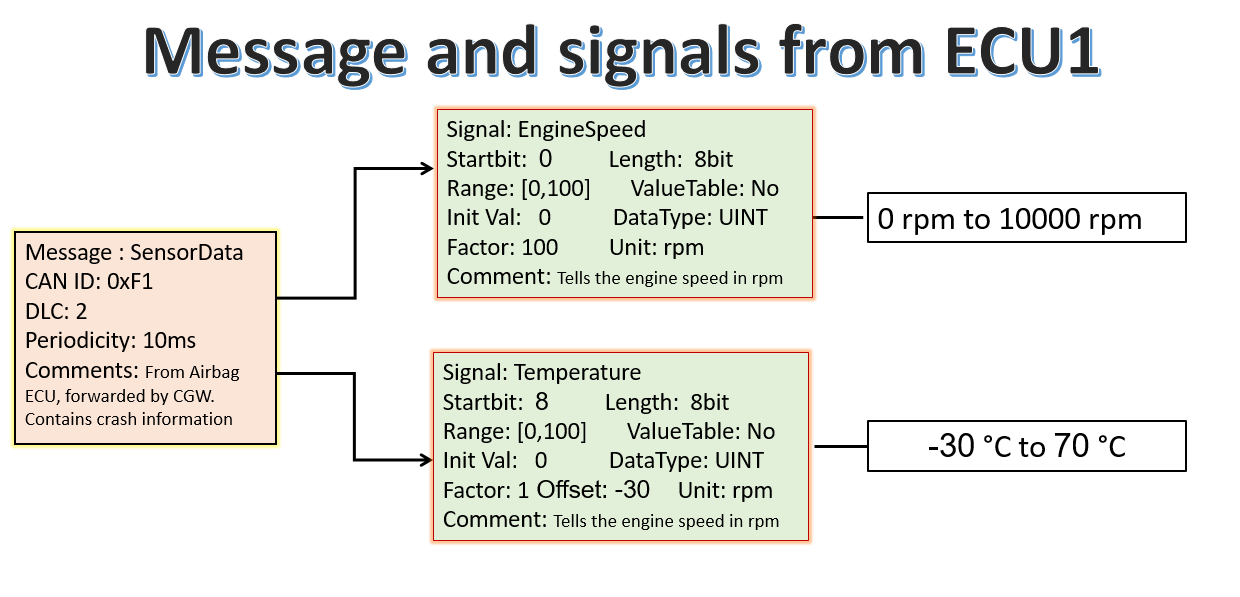 Message and signals from ECU1
Message : SensorData
CAN ID: 0xF1
DLC: 2
Periodicity: 10ms
Comments: From Airbag
ECU, forwarded by CGW.
Contains crash information
Signal: EngineSpeed
Startbit: 0 Length: 8bit
Range: [0,100] ValueTable: No
Init Val: 0 DataType: UINT
Factor: 100 Unit: rpm
Comment: Tells the engine speed in rpm
0 rpm to 10000 rpm
Signal: Temperature
Startbit: 8 Length: 8bit
Range: [0,100] ValueTable: No
Init Val: 0 DataType: UINT
Factor: 1 Offset: -30 Unit: rpm
Comment: Tells the engine speed in rpm
-30 °C to 70 °C